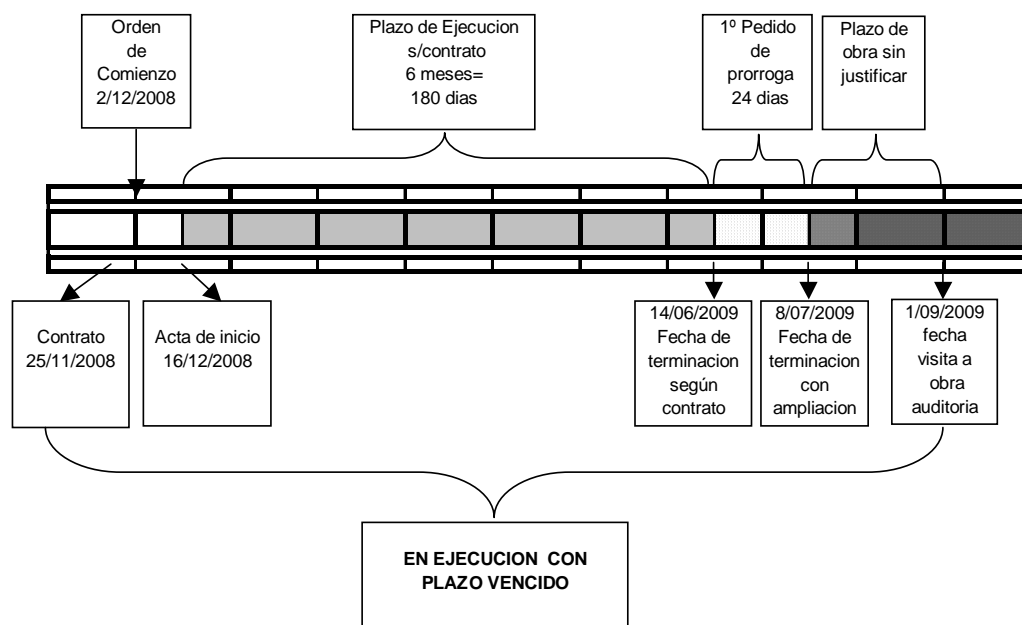 Orden
de
Comienzo
2/12/2008
Plazo de Ejecucion
s/contrato
6 meses=
180 dias
1º Pedido
de
prorroga
24 dias
Plazo de
obra sin
justificar
Contrato
25/11/2008
Acta de inicio
16/12/2008
14/06/2009
Fecha de
terminacion
según
contrato
8/07/2009
Fecha de
terminacion
con
ampliacion
1/09/2009
fecha
visita a
obra
auditoria
EN EJECUCION CON
PLAZO VENCIDO